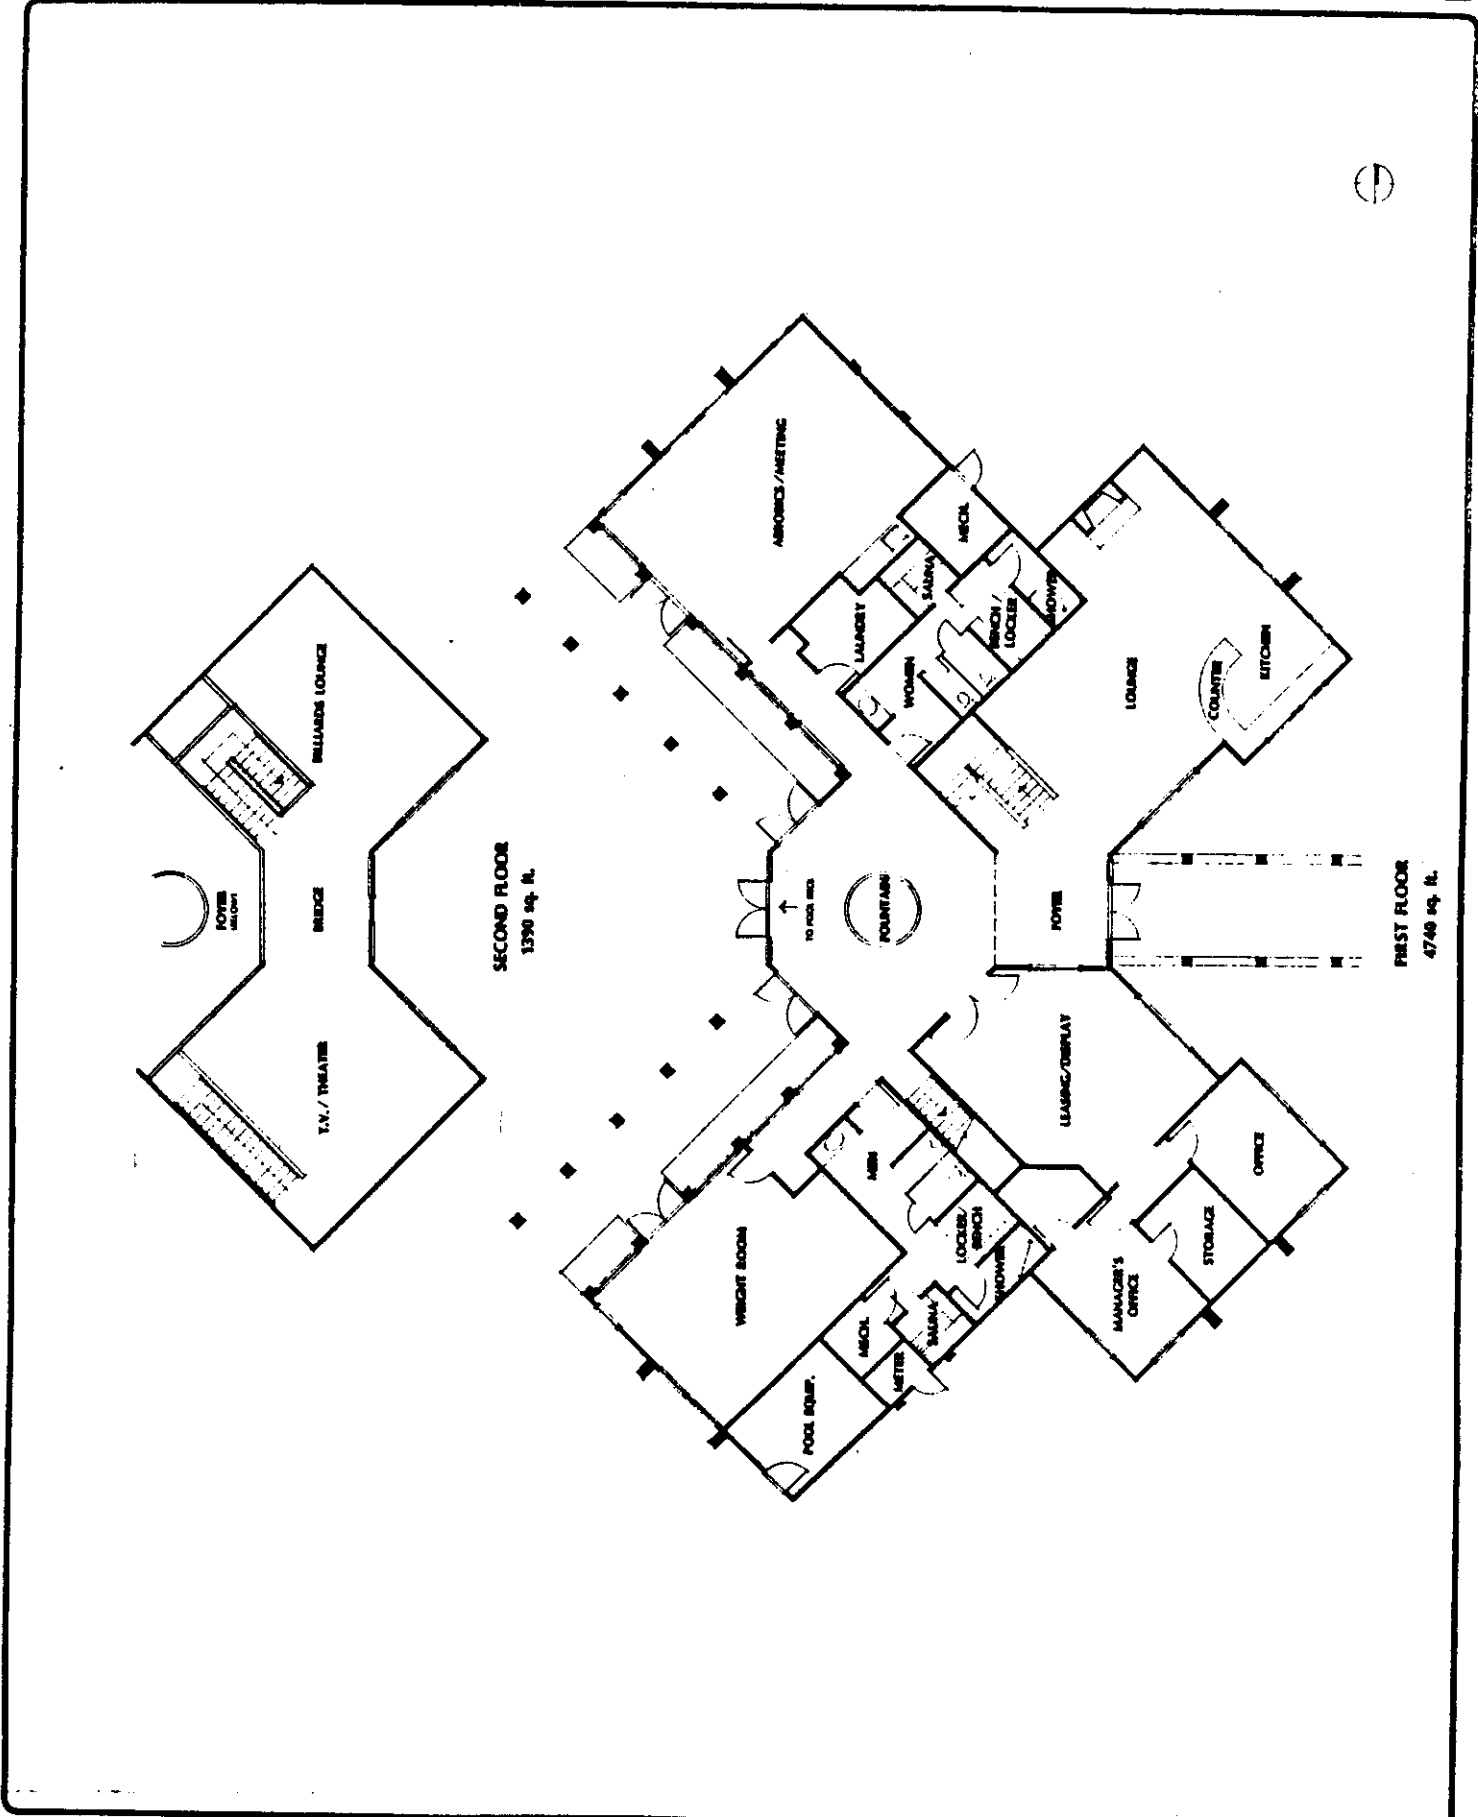 T.V. / THEATER
BRIDGE
BILLIARDS LOUNGE
FOYER
BELOW
SECOND FLOOR
1390 sq. ft.
POOL EQUIP.
WEIGHT ROOM
MECH.
METER
SAUNA
SHOWER
LOCKER/
BENCH
MEN
TO POOL DECK
FOUNTAIN
AEROBICS / MEETING
LAUNDRY
SAUNA
MECH.
WOMEN
BENCH /
LOCKER
SHOWER
MANAGER'S
OFFICE
STORAGE
OFFICE
LEASING/DISPLAY
FOYER
LOUNGE
COUNTER
KITCHEN
FIRST FLOOR
4740 sq. ft.